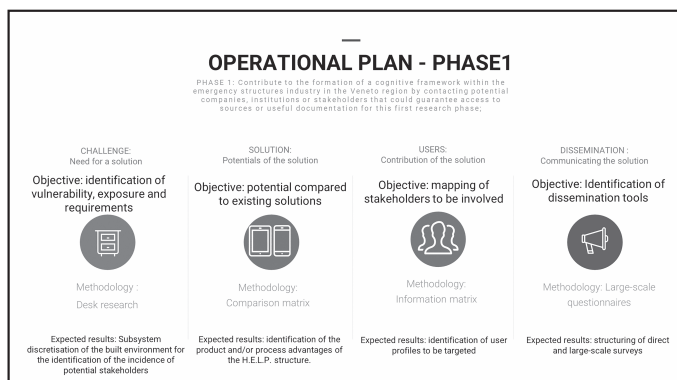 OPERATIONAL PLAN - PHASE1
PHASE 1: Contribute to the formation of a cognitive framework within the
emergency structures industry in the Veneto region by contacting potential
companies, institutions or stakeholders that could guarantee access to
sources or useful documentation for this first research phase;
CHALLENGE:
Need for a solution
Objective: identification of
vulnerability, exposure and
requirements
Methodology :
Desk research
Expected results: Subsystem
discretisation of the built environment for
the identification of the incidence of
potential stakeholders
SOLUTION:
Potentials of the solution
Objective: potential compared
to existing solutions
Methodology:
Comparison matrix
Expected results: identification of the
product and/or process advantages of
the H.E.L.P. structure.
USERS:
Contribution of the solution
Objective: mapping of
stakeholders to be involved
Methodology:
Information matrix
Expected results: identification of user
profiles to be targeted
DISSEMINATION :
Communicating the solution
Objective: Identification of
dissemination tools
Methodology: Large-scale
questionnaires
Expected results: structuring of direct
and large-scale surveys